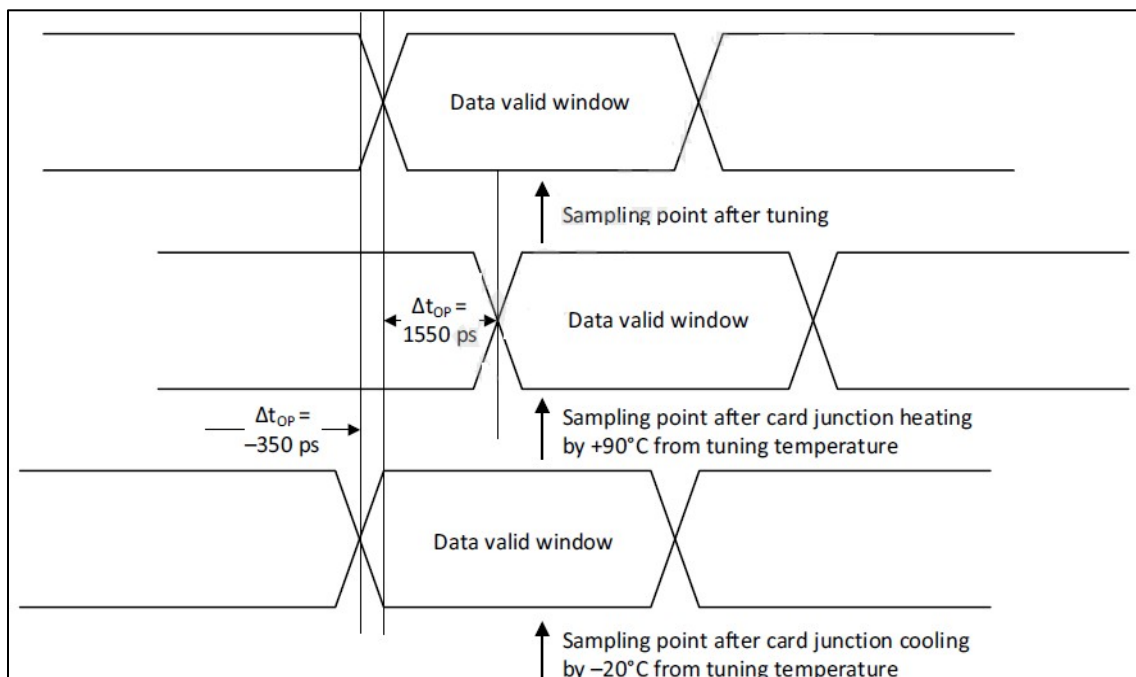 Data valid window
Sampling point after tuning
Δt_OP =
1550 ps
Data valid window
Δt_OP =
–350 ps
Sampling point after card junction heating
by +90°C from tuning temperature
Data valid window
Sampling point after card junction cooling
by –20°C from tuning temperature